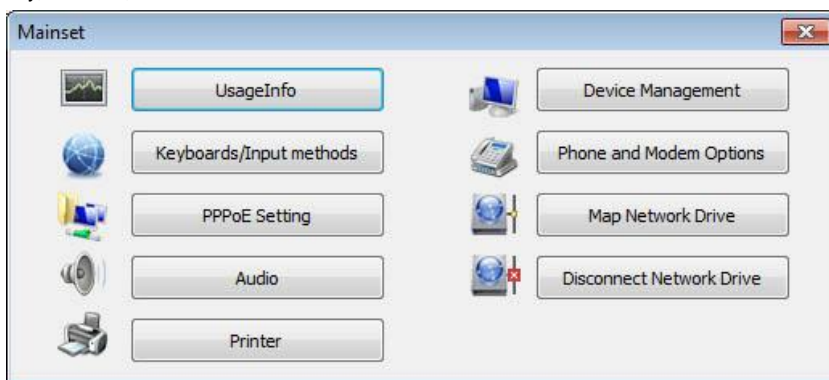 Mainset
UsageInfo
Device Management
Keyboards/Input methods
Phone and Modem Options
PPPoE Setting
Map Network Drive
Audio
Disconnect Network Drive
Printer